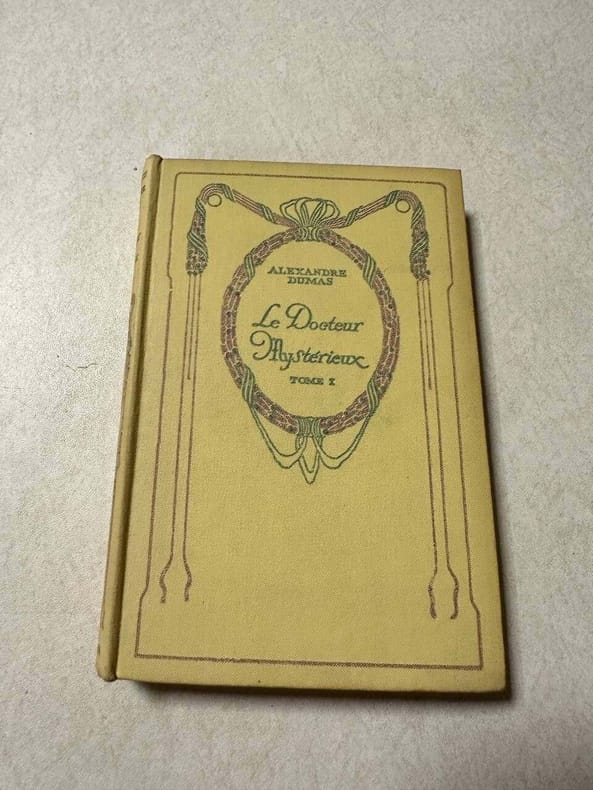 ALEXANDRE
DUMAS
Le Docteur
Mystérieux
TOME I